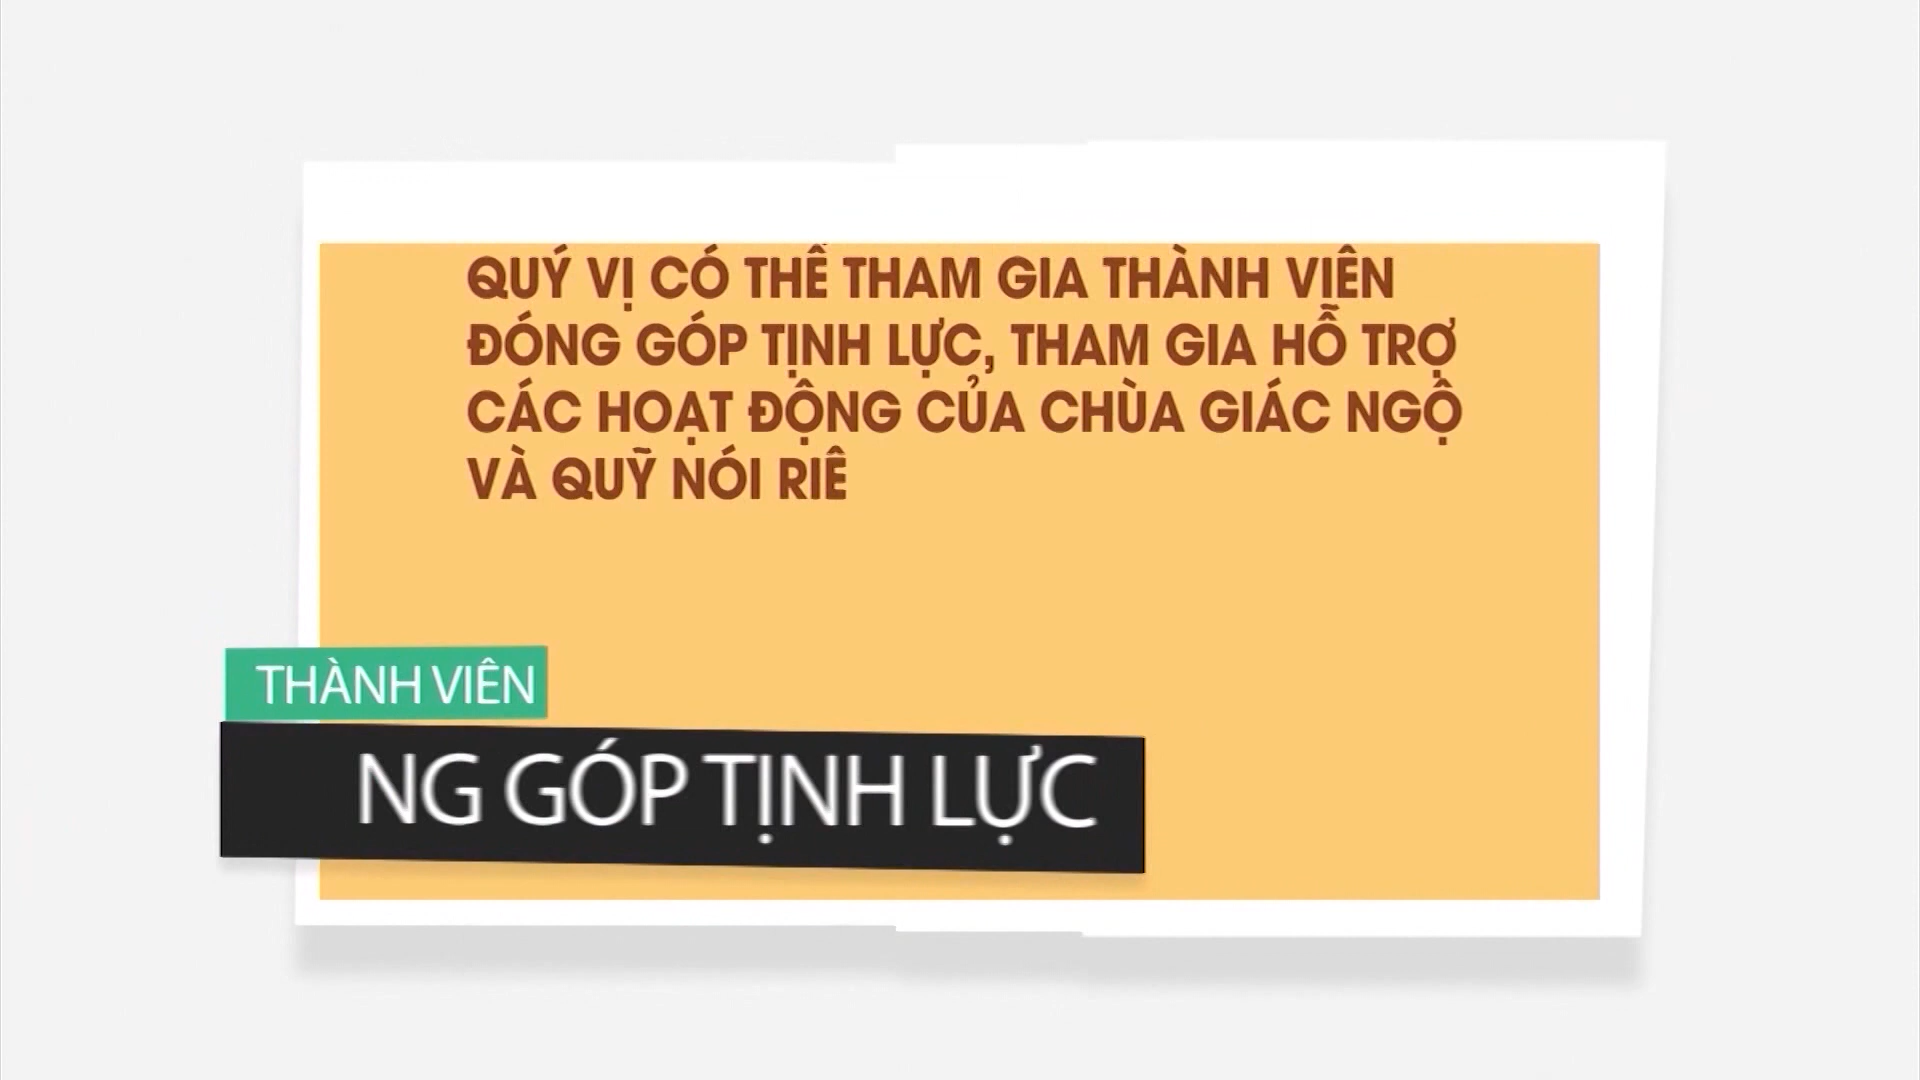 QUÝ VỊ CÓ THỂ THAM GIA THÀNH VIÊN
ĐÓNG GÓP TỊNH LỰC, THAM GIA HỖ TRỢ
CÁC HOẠT ĐỘNG CỦA CHÙA GIÁC NGỘ
VÀ QUỸ NÓI RIÊ
THÀNH VIÊN
NG GÓP TỊNH LỰC